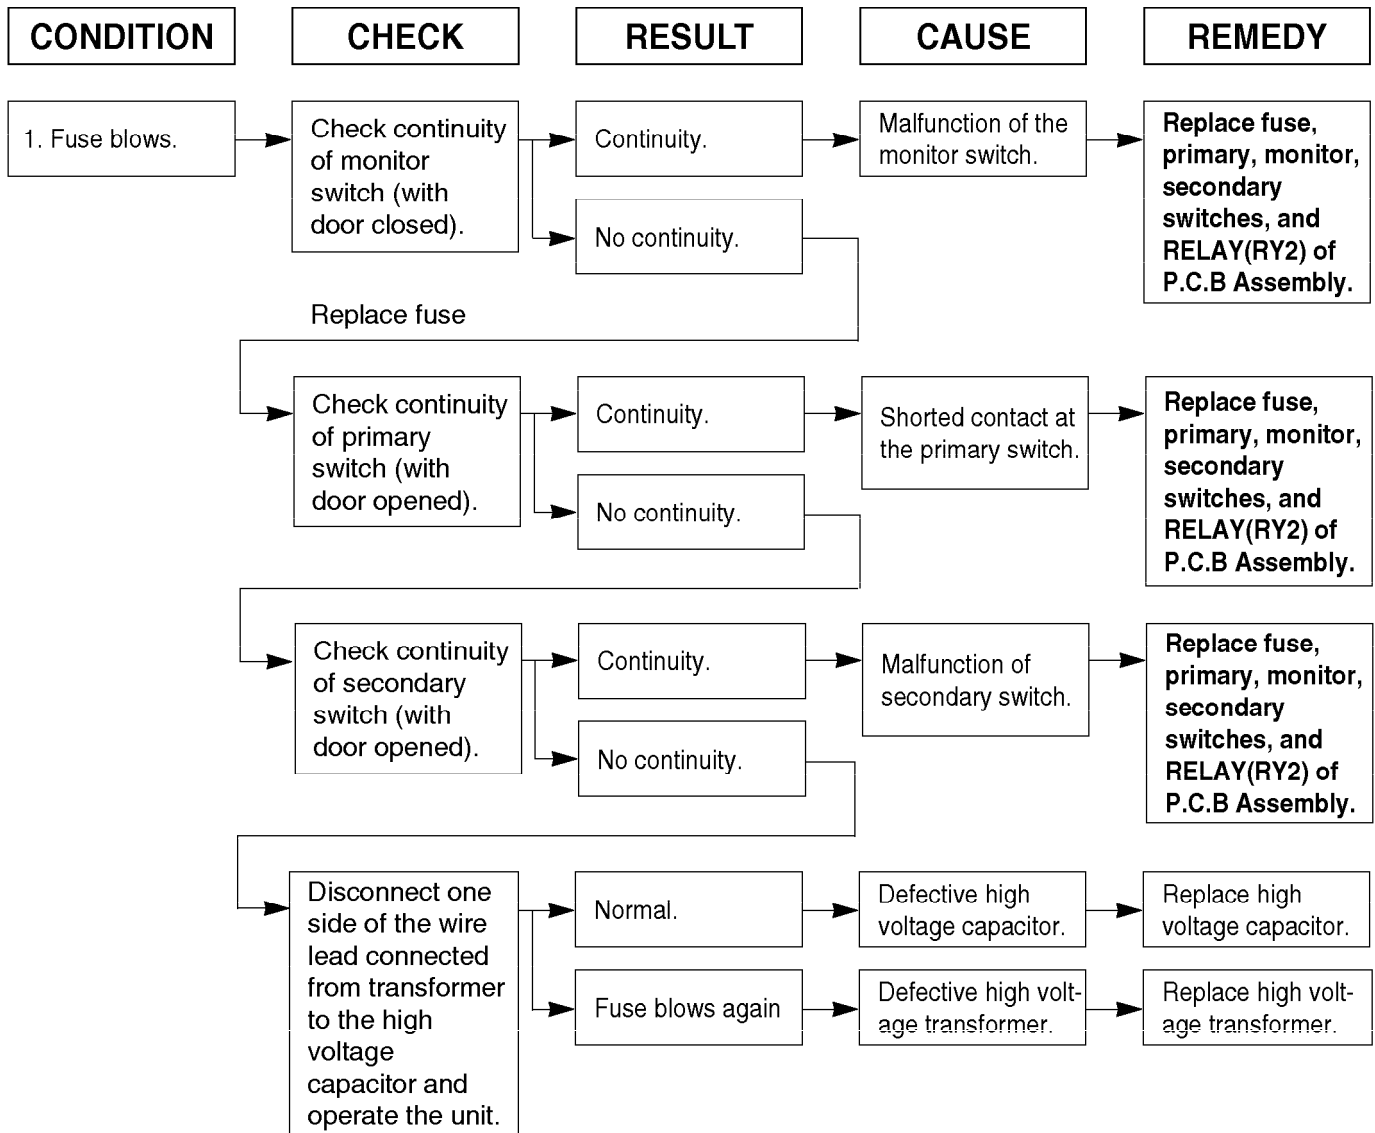 CONDITION
CHECK
RESULT
CAUSE
REMEDY
1. Fuse blows.
Check continuity
of monitor
switch (with
door closed).
Continuity.
Malfunction of the
monitor switch.
Replace fuse,
primary, monitor,
secondary
switches, and
RELAY(RY2) of
P.C.B Assembly.
No continuity.
Replace fuse
Check continuity
of primary
switch (with
door opened).
Continuity.
Shorted contact at
the primary switch.
Replace fuse,
primary, monitor,
secondary
switches, and
RELAY(RY2) of
P.C.B Assembly.
No continuity.
Check continuity
of secondary
switch (with
door opened).
Continuity.
Malfunction of
secondary switch.
Replace fuse,
primary, monitor,
secondary
switches, and
RELAY(RY2) of
P.C.B Assembly.
No continuity.
Disconnect one
side of the wire
lead connected
from transformer
to the high
voltage
capacitor and
operate the unit.
Normal.
Defective high
voltage capacitor.
Replace high
voltage capacitor.
Fuse blows again
Defective high volt-
age transformer.
Replace high volt-
age transformer.